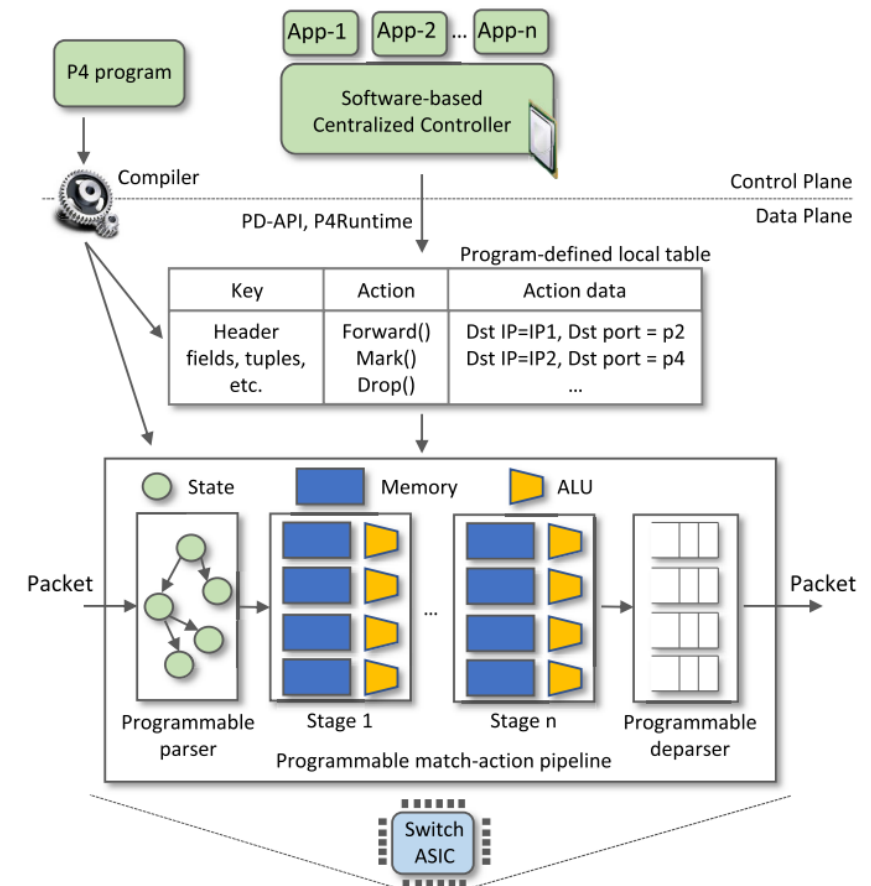 App-1 App-2 ... App-n
P4 program
Software-based
Centralized Controller
Compiler
Control Plane
PD-API, P4Runtime
Data Plane
Program-defined local table
Key Action Action data
Header Forward() Dst IP=IP1, Dst port = p2
fields, tuples, Mark() Dst IP=IP2, Dst port = p4
etc. Drop() ...
State Memory ALU
Packet
...
Packet
Programmable
parser
Stage 1
Stage n
Programmable
deparser
Programmable match-action pipeline
Switch
ASIC